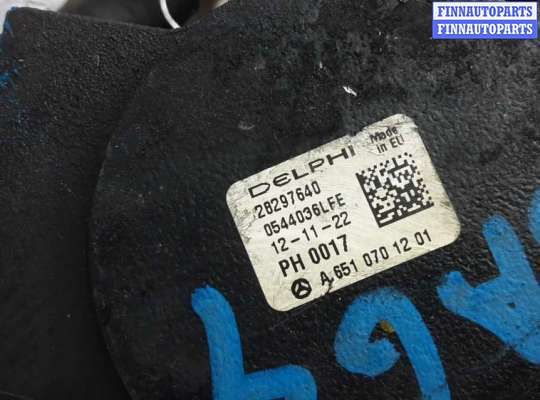 FINNAUTOPARTS
FINNAUTOPARTS
DELPHI
Made
in EU
28297640
0544036LFE
12-11-22
PH 0017
A 651 070 12 01